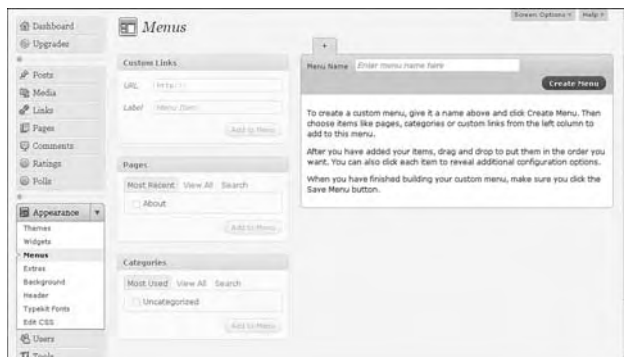 Screen Options
Help
Dashboard
Upgrades
Posts
Media
Links
Pages
Comments
Ratings
Polls
Appearance
Themes
Widgets
Menus
Extras
Background
Header
Typekit Fonts
Edit CSS
Users
Tools
Menus
Custom Links
URL http://
Label Menu Item
Add to Menu
Pages
Most Recent View All Search
About
Add to Menu
Categories
Most Used View All Search
Uncategorized
Add to Menu
+
Menu Name Enter menu name here
Create Menu
To create a custom menu, give it a name above and click Create Menu. Then
choose items like pages, categories or custom links from the left column to
add to this menu.
After you have added your items, drag and drop to put them in the order you
want. You can also click each item to reveal additional configuration options.
When you have finished building your custom menu, make sure you click the
Save Menu button.